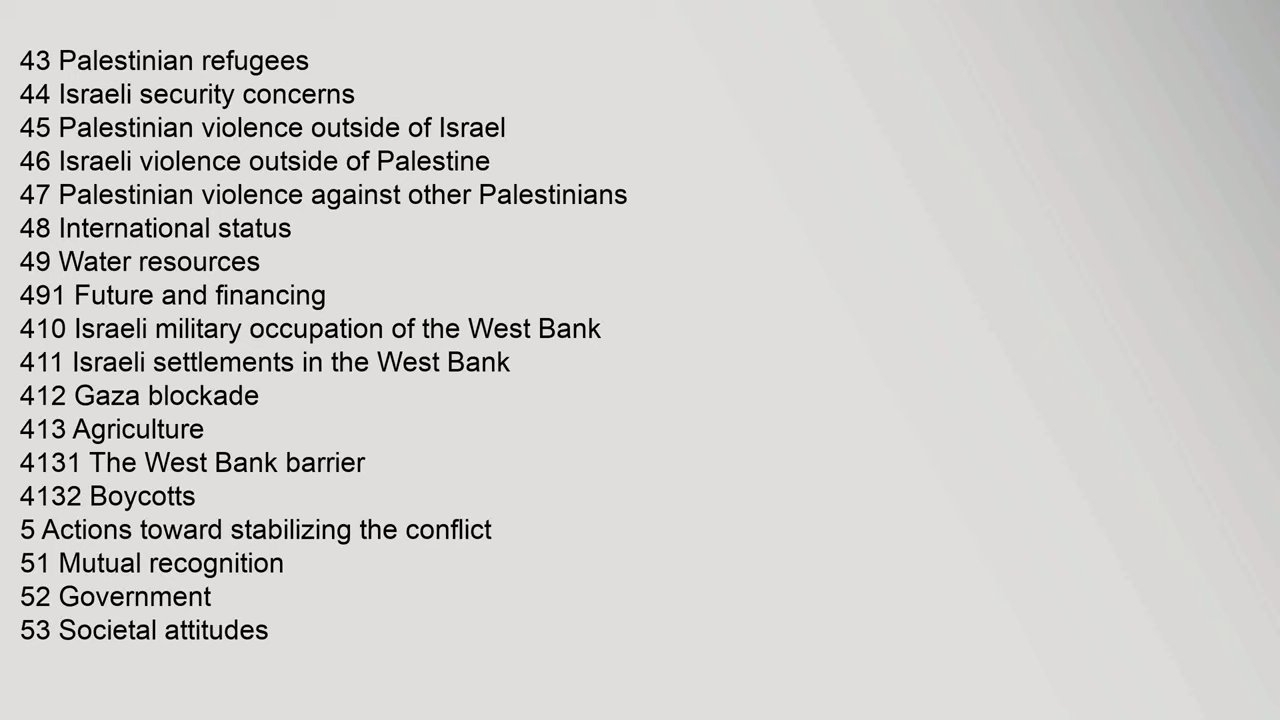 43 Palestinian refugees
44 Israeli security concerns
45 Palestinian violence outside of Israel
46 Israeli violence outside of Palestine
47 Palestinian violence against other Palestinians
48 International status
49 Water resources
491 Future and financing
410 Israeli military occupation of the West Bank
411 Israeli settlements in the West Bank
412 Gaza blockade
413 Agriculture
4131 The West Bank barrier
4132 Boycotts
5 Actions toward stabilizing the conflict
51 Mutual recognition
52 Government
53 Societal attitudes